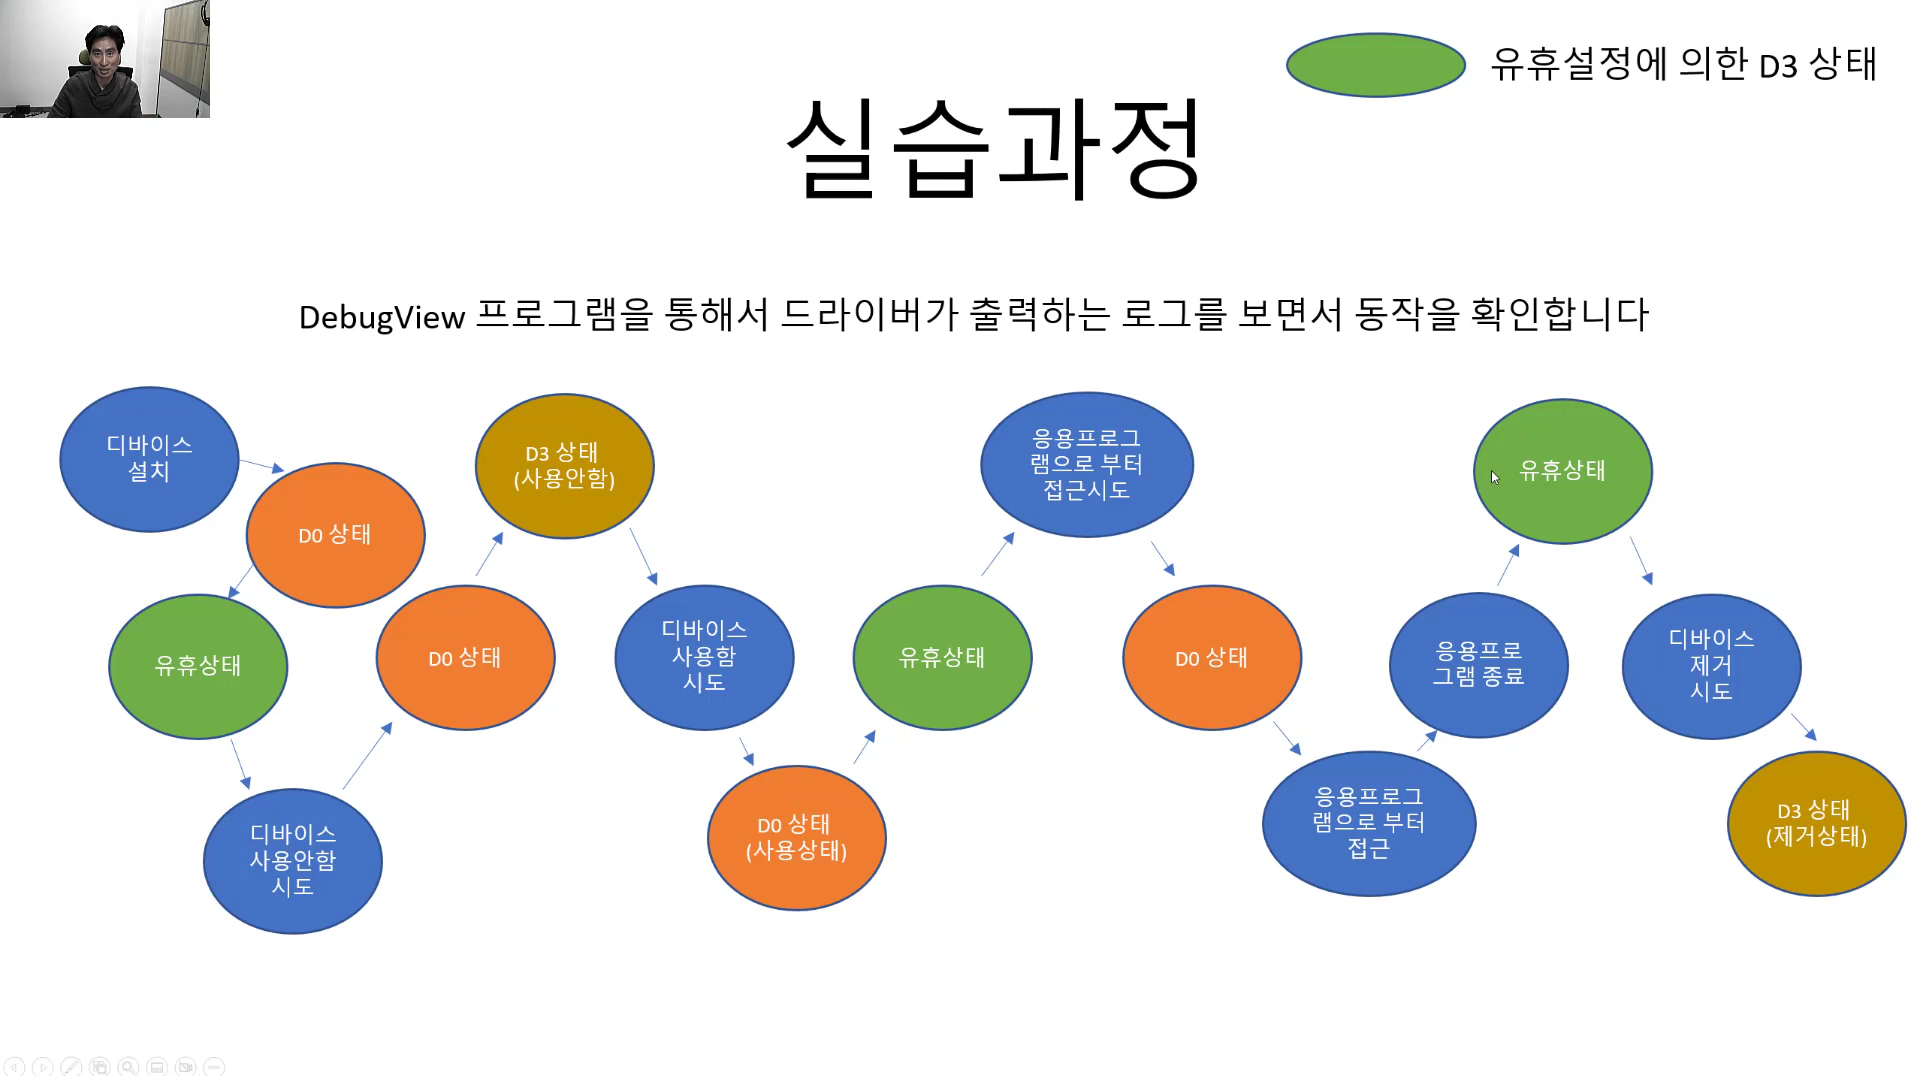 유휴설정에 의한 D3 상태
실습과정
DebugView 프로그램을 통해서 드라이버가 출력하는 로그를 보면서 동작을 확인합니다
디바이스
설치
D0 상태
유휴상태
디바이스
사용안함
시도
D0 상태
D3 상태
(사용안함)
디바이스
사용함
시도
D0 상태
(사용상태)
유휴상태
응용프로그
램으로 부터
접근시도
D0 상태
응용프로그
램으로 부터
접근
응용프로
그램 종료
유휴상태
디바이스
제거
시도
D3 상태
(제거상태)